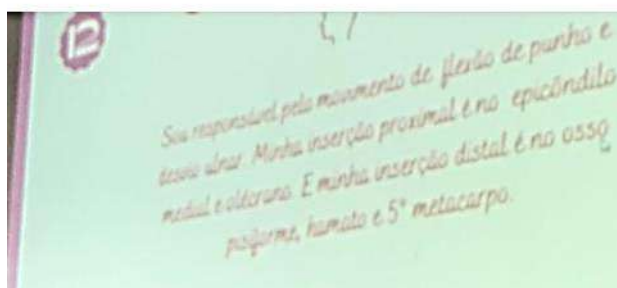 12
Sou responsável pelo movimento de flexão de punho e
desvio ulnar. Minha inserção proximal é no epicôndilo
medial e olécrano. E minha inserção distal é no osso
pisiforme, hamato e 5° metacarpo.